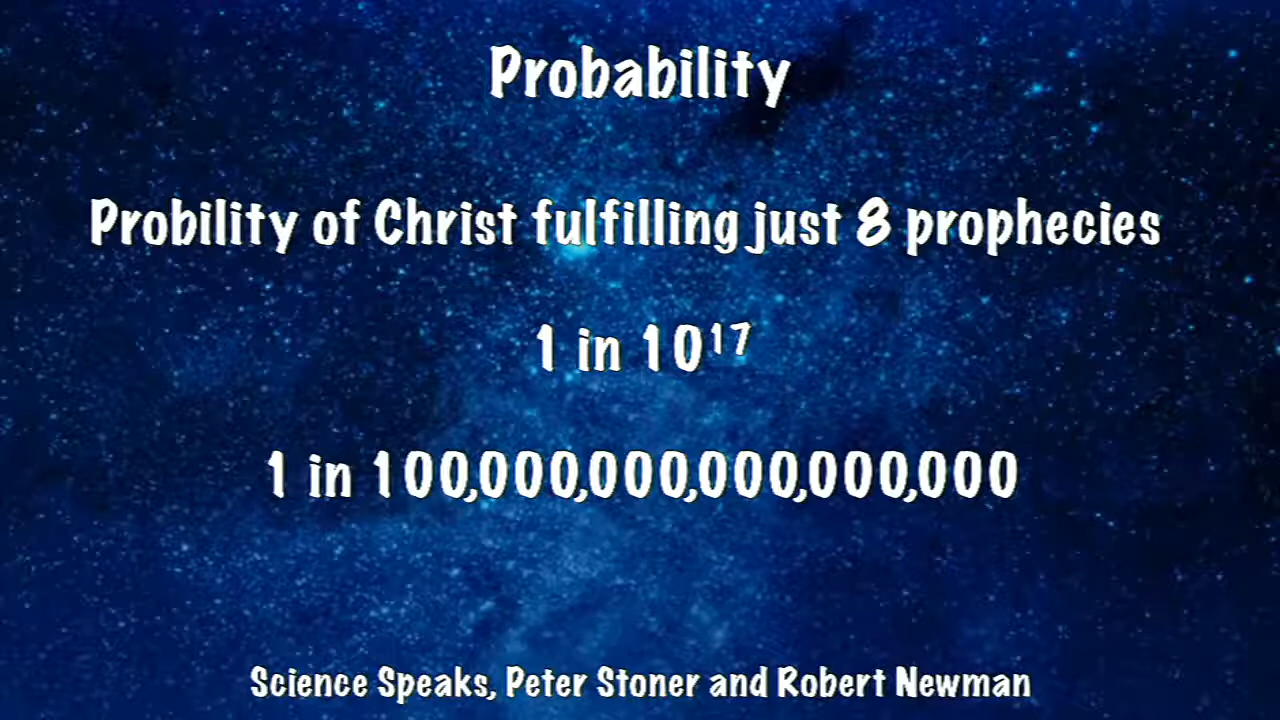 Probability
Probility of Christ fulfilling just 8 prophecies
1 in 10¹⁷
1 in 100,000,000,000,000,000
Science Speaks, Peter Stoner and Robert Newman